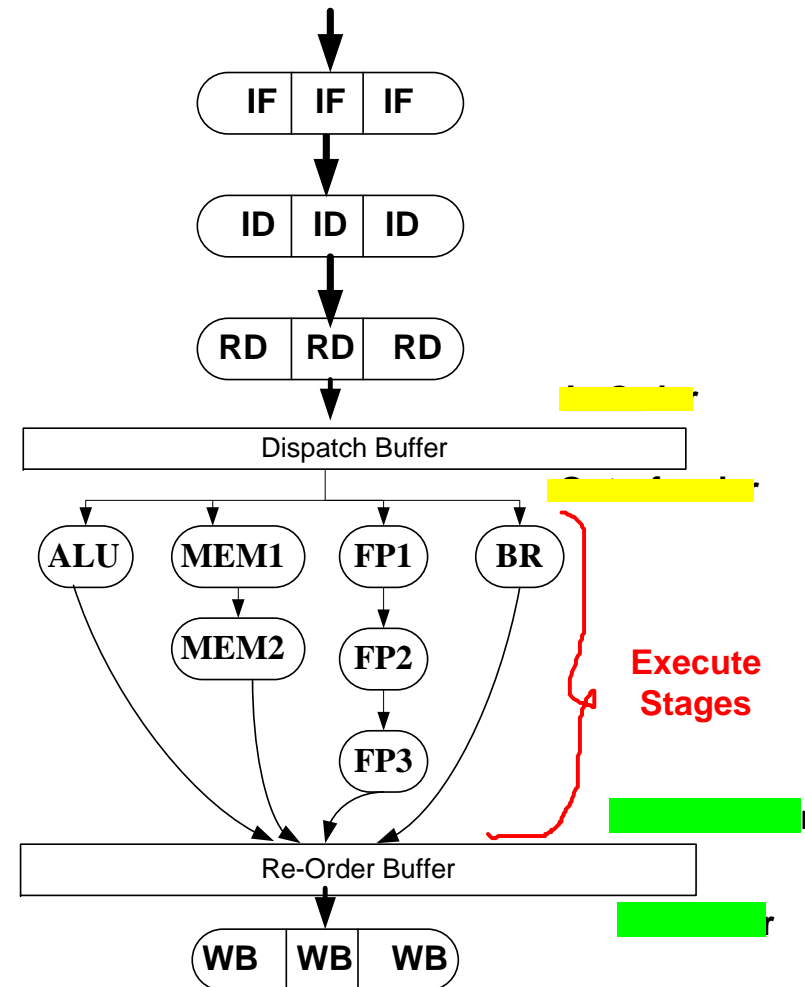 IF IF IF
ID ID ID
RD RD RD
Dispatch Buffer
ALU MEM1 FP1 BR
MEM2 FP2
Execute
Stages
FP3
Re-Order Buffer
WB WB WB